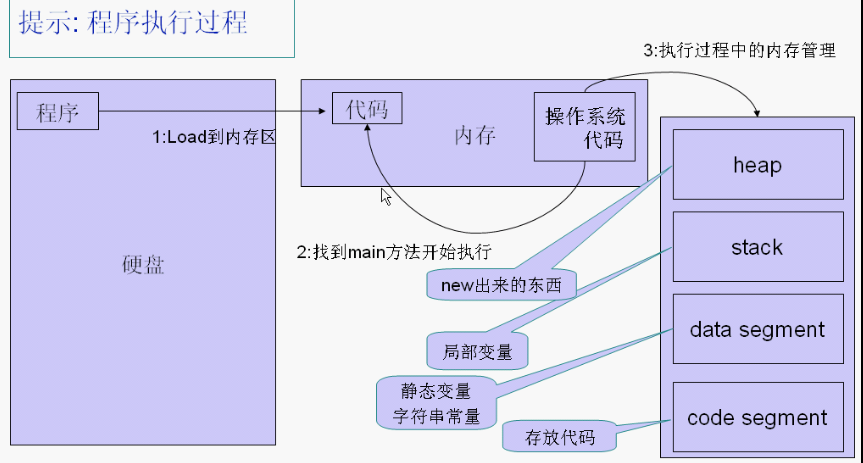 提示: 程序执行过程
3:执行过程中的内存管理
程序
代码
操作系统
代码
1:Load到内存区
内存
heap
2:找到main方法开始执行
硬盘
stack
new出来的东西
data segment
局部变量
静态变量
字符串常量
code segment
存放代码